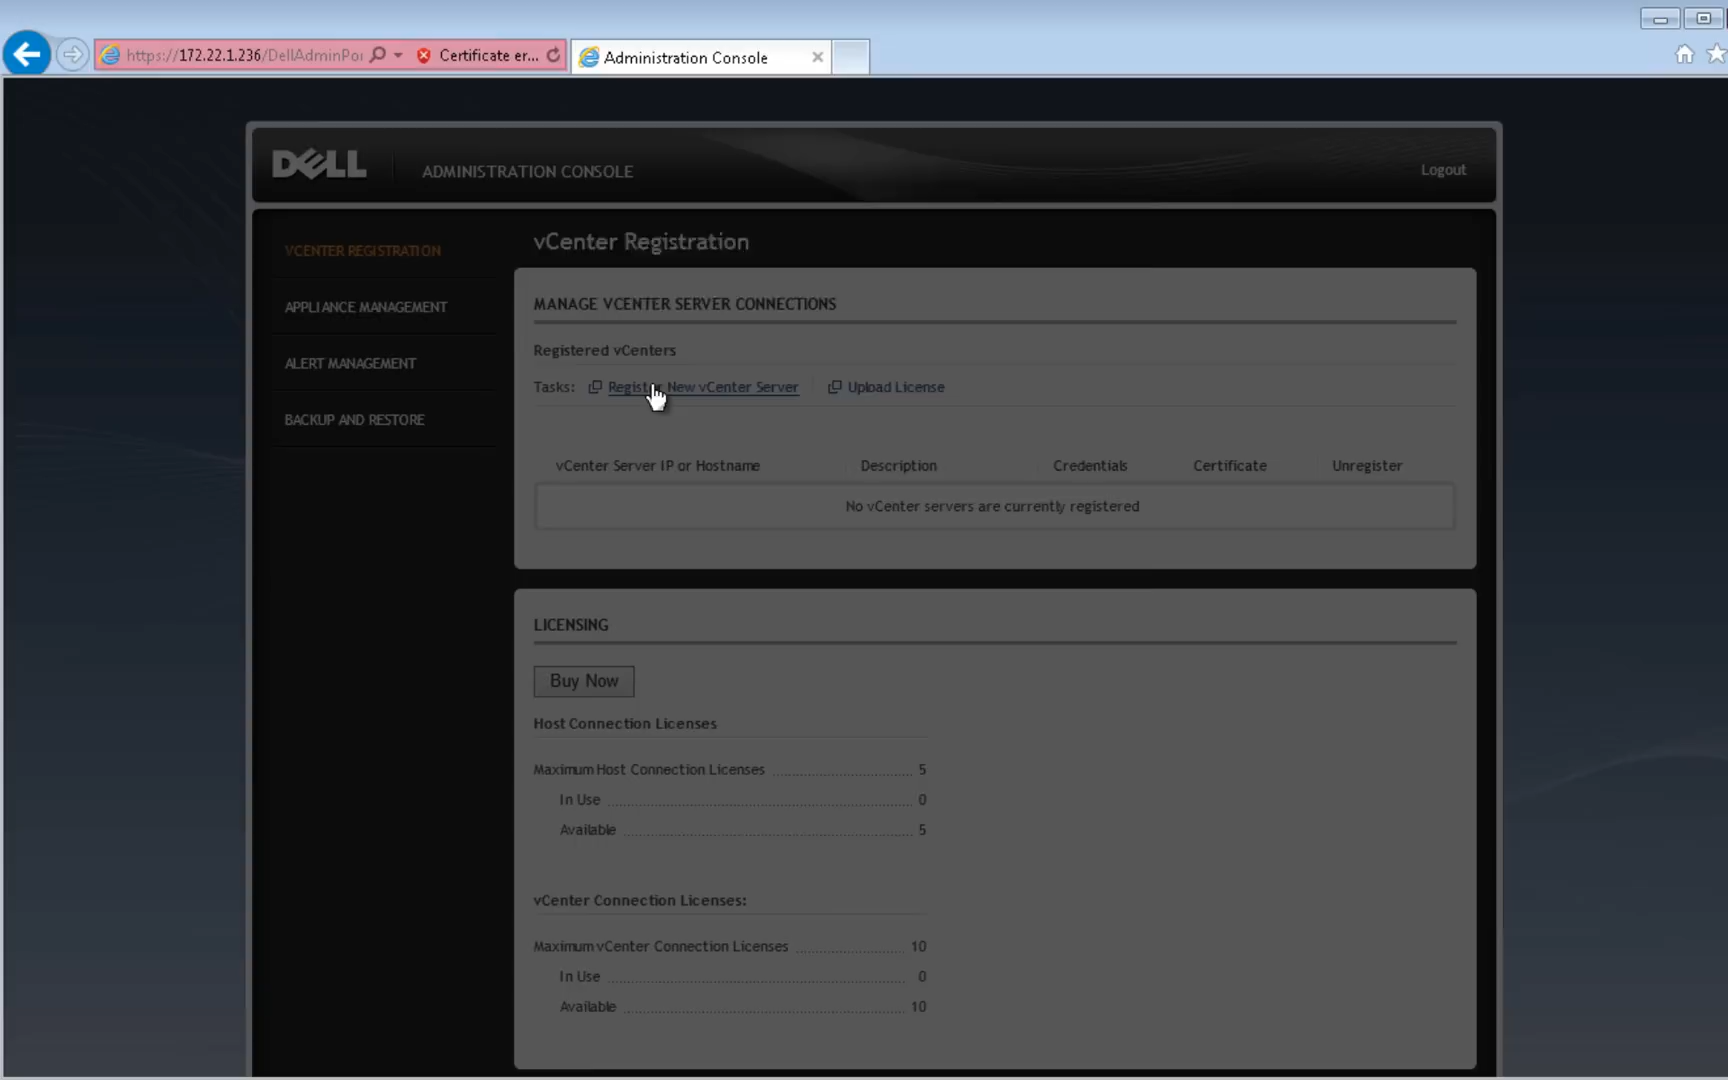 https://172.22.1.236/DellAdminPor Certificate er... Administration Console
DELL ADMINISTRATION CONSOLE Logout
VCENTER REGISTRATION
APPLIANCE MANAGEMENT
ALERT MANAGEMENT
BACKUP AND RESTORE
vCenter Registration
MANAGE VCENTER SERVER CONNECTIONS
Registered vCenters
Tasks: Register New vCenter Server Upload License
vCenter Server IP or Hostname Description Credentials Certificate Unregister
No vCenter servers are currently registered
LICENSING
Buy Now
Host Connection Licenses
Maximum Host Connection Licenses 5
In Use 0
Available 5
vCenter Connection Licenses:
Maximum vCenter Connection Licenses 10
In Use 0
Available 10